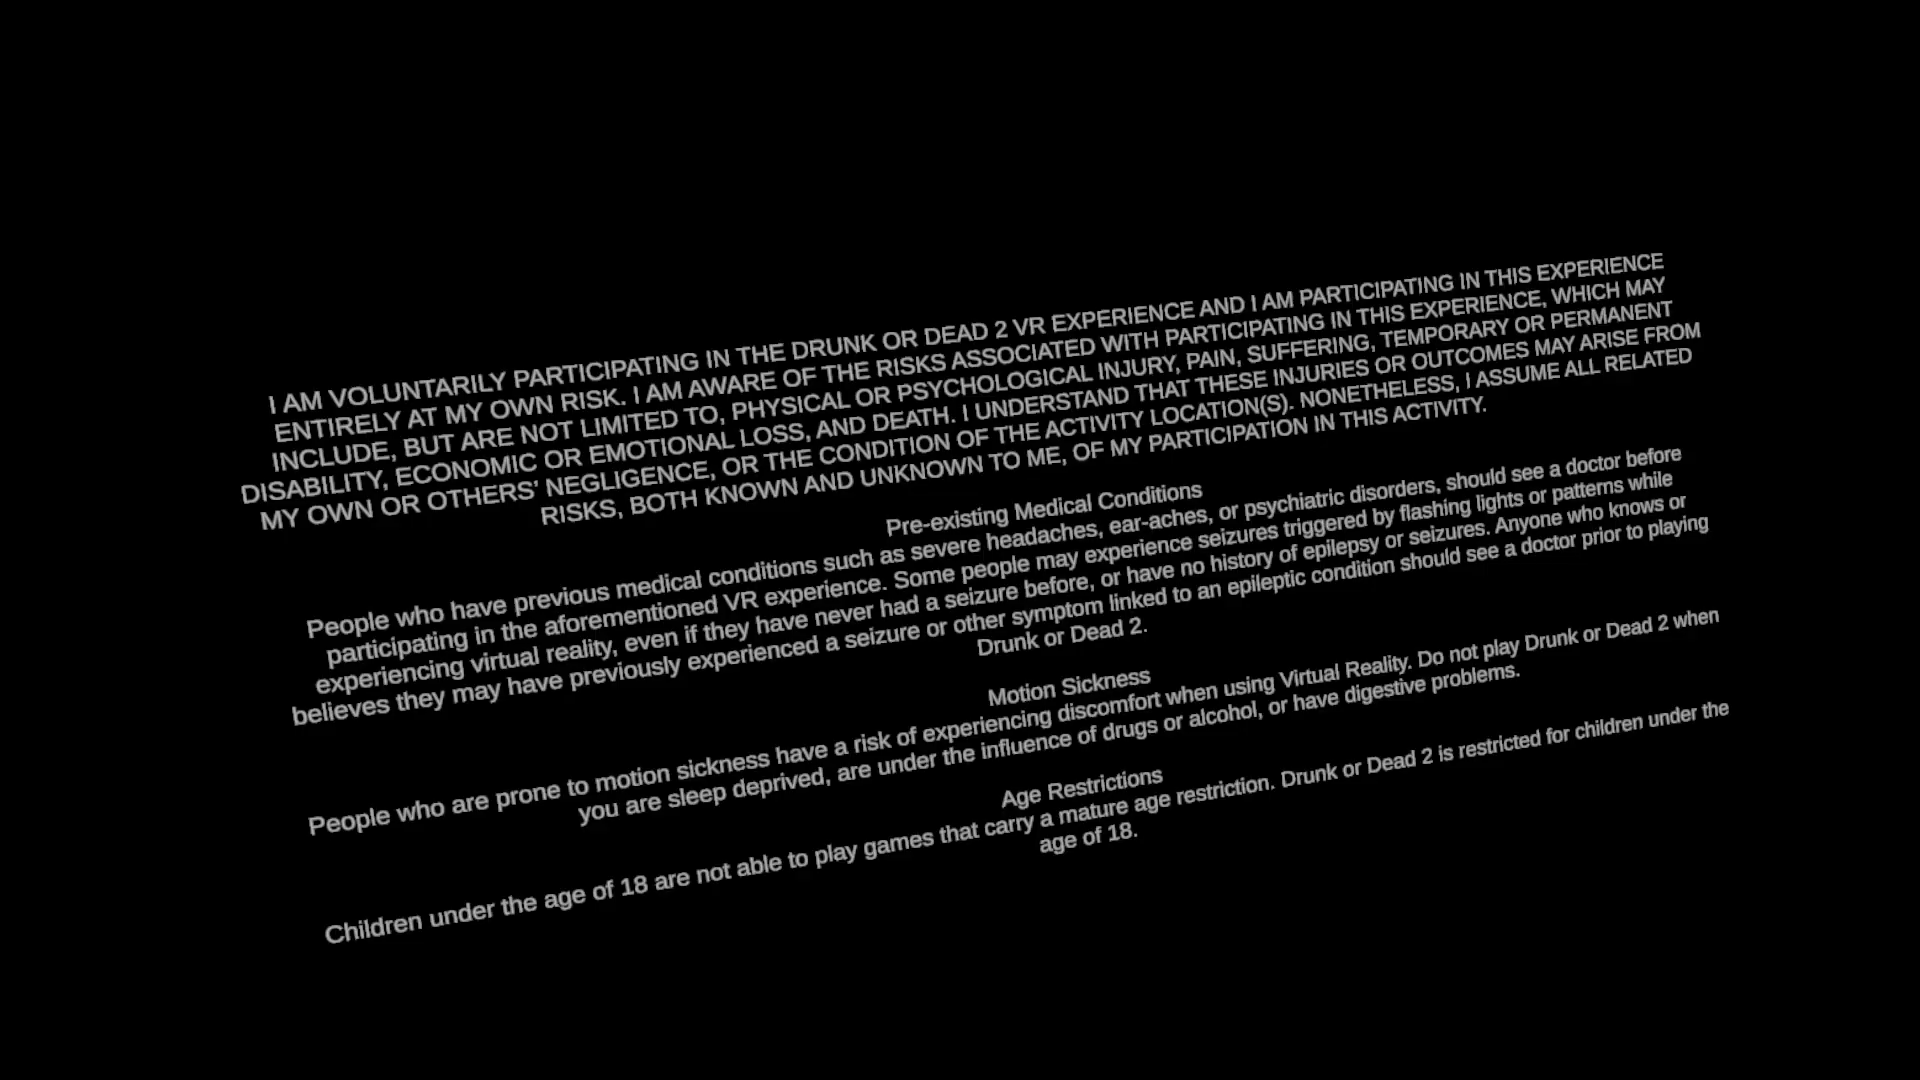 I AM VOLUNTARILY PARTICIPATING IN THE DRUNK OR DEAD 2 VR EXPERIENCE AND I AM PARTICIPATING IN THIS EXPERIENCE
ENTIRELY AT MY OWN RISK. I AM AWARE OF THE RISKS ASSOCIATED WITH PARTICIPATING IN THIS EXPERIENCE, WHICH MAY
INCLUDE, BUT ARE NOT LIMITED TO, PHYSICAL OR PSYCHOLOGICAL INJURY, PAIN, SUFFERING, TEMPORARY OR PERMANENT
DISABILITY, ECONOMIC OR EMOTIONAL LOSS, AND DEATH. I UNDERSTAND THAT THESE INJURIES OR OUTCOMES MAY ARISE FROM
MY OWN OR OTHERS’ NEGLIGENCE, OR THE CONDITION OF THE ACTIVITY LOCATION(S). NONETHELESS, I ASSUME ALL RELATED
RISKS, BOTH KNOWN AND UNKNOWN TO ME, OF MY PARTICIPATION IN THIS ACTIVITY.
Pre-existing Medical Conditions
People who have previous medical conditions such as severe headaches, ear-aches, or psychiatric disorders, should see a doctor before
participating in the aforementioned VR experience. Some people may experience seizures triggered by flashing lights or patterns while
experiencing virtual reality, even if they have never had a seizure before, or have no history of epilepsy or seizures. Anyone who knows or
believes they may have previously experienced a seizure or other symptom linked to an epileptic condition should see a doctor prior to playing
Drunk or Dead 2.
Motion Sickness
People who are prone to motion sickness have a risk of experiencing discomfort when using Virtual Reality. Do not play Drunk or Dead 2 when
you are sleep deprived, are under the influence of drugs or alcohol, or have digestive problems.
Age Restrictions
Children under the age of 18 are not able to play games that carry a mature age restriction. Drunk or Dead 2 is restricted for children under the
age of 18.